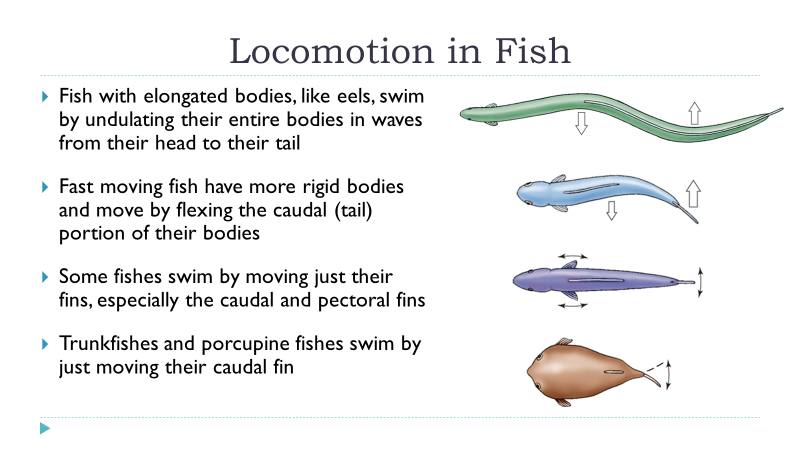 Locomotion in Fish
Fish with elongated bodies, like eels, swim
by undulating their entire bodies in waves
from their head to their tail
Fast moving fish have more rigid bodies
and move by flexing the caudal (tail)
portion of their bodies
Some fishes swim by moving just their
fins, especially the caudal and pectoral fins
Trunkfishes and porcupine fishes swim by
just moving their caudal fin